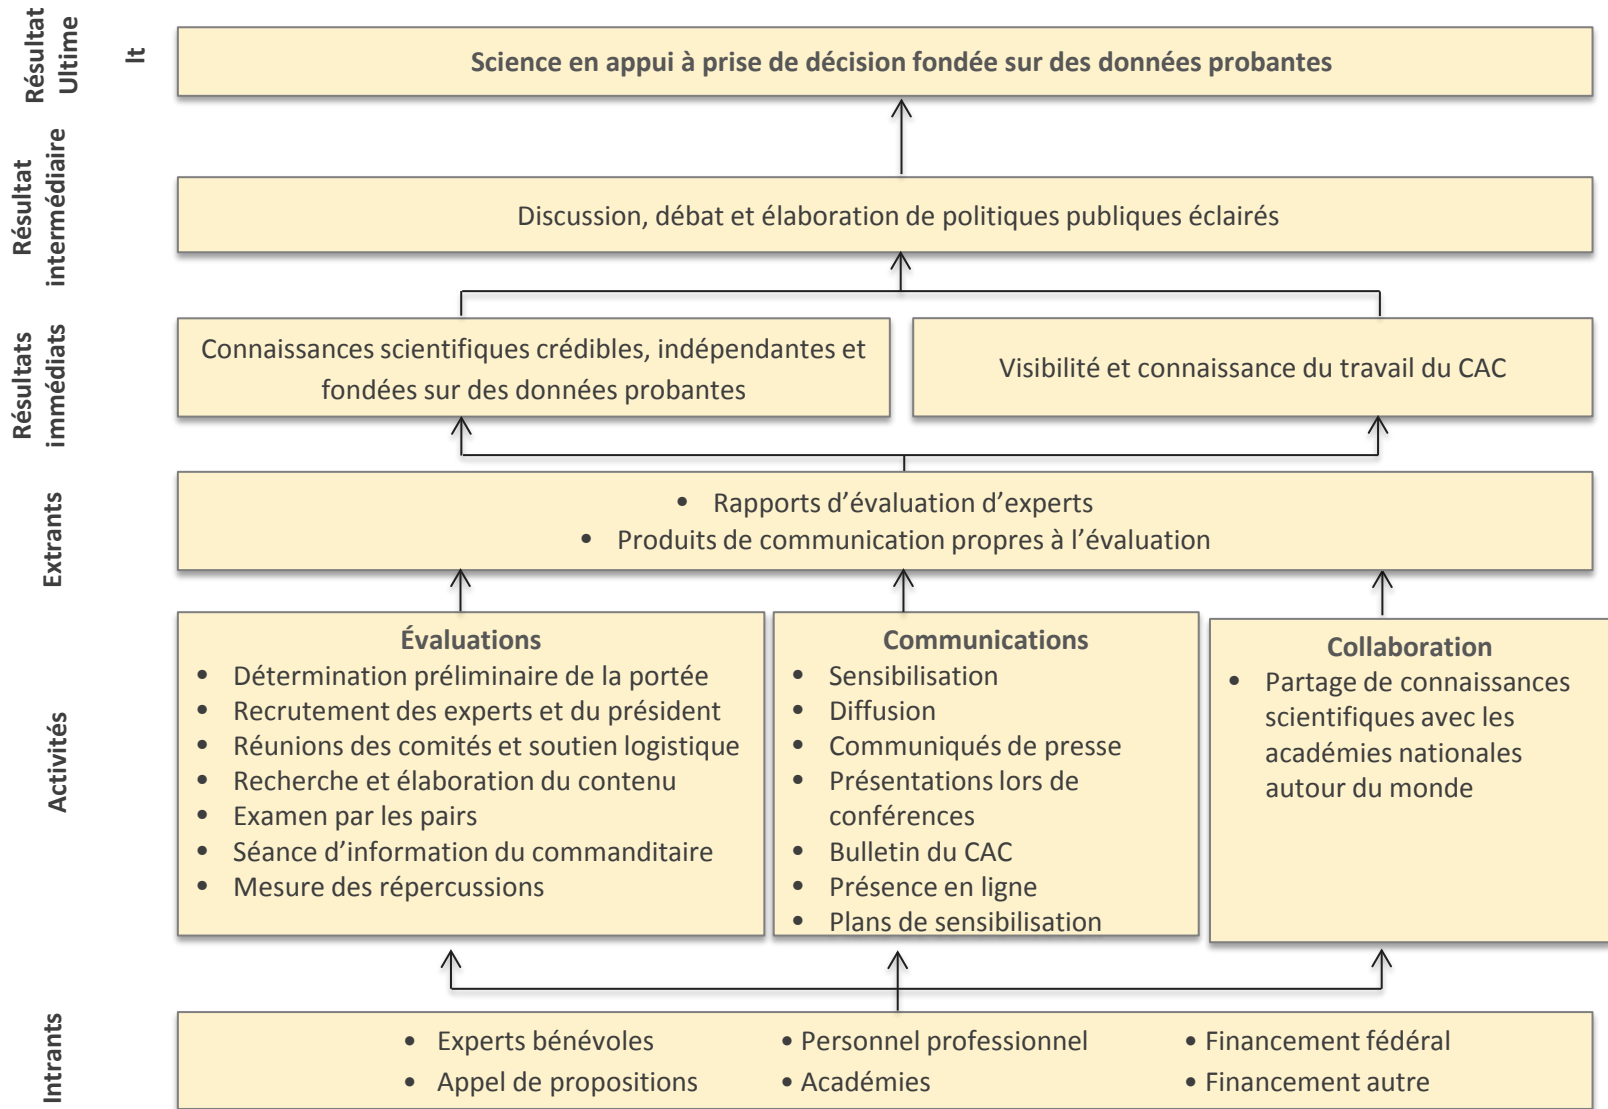 Résultat
Ultime
lt
Science en appui à prise de décision fondée sur des données probantes
Résultat
intermédiaire
Discussion, débat et élaboration de politiques publiques éclairés
Résultats
immédiats
Connaissances scientifiques crédibles, indépendantes et
fondées sur des données probantes
Visibilité et connaissance du travail du CAC
Extrants
• Rapports d’évaluation d’experts
• Produits de communication propres à l’évaluation
Activités
Évaluations
• Détermination préliminaire de la portée
• Recrutement des experts et du président
• Réunions des comités et soutien logistique
• Recherche et élaboration du contenu
• Examen par les pairs
• Séance d’information du commanditaire
• Mesure des répercussions
Communications
• Sensibilisation
• Diffusion
• Communiqués de presse
• Présentations lors de
conférences
• Bulletin du CAC
• Présence en ligne
• Plans de sensibilisation
Collaboration
• Partage de connaissances
scientifiques avec les
académies nationales
autour du monde
Intrants
• Experts bénévoles • Personnel professionnel • Financement fédéral
• Appel de propositions • Académies • Financement autre